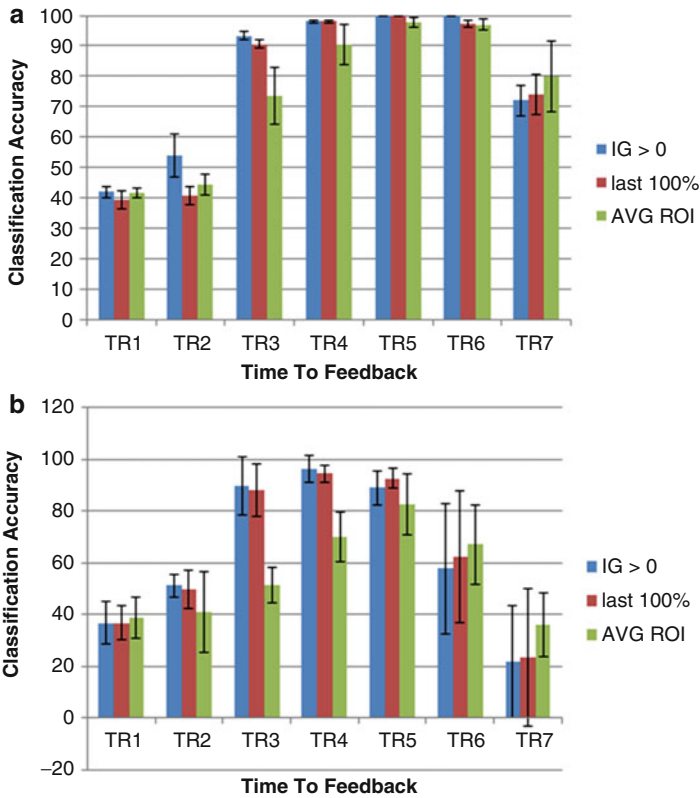 a
100
90
80
70
60
50
40
30
20
10
0
Classification Accuracy
TR1 TR2 TR3 TR4 TR5 TR6 TR7
Time To Feedback
IG > 0
last 100%
AVG ROI
b
120
100
80
60
40
20
0
−20
Classification Accuracy
TR1 TR2 TR3 TR4 TR5 TR6 TR7
Time To Feedback
IG > 0
last 100%
AVG ROI